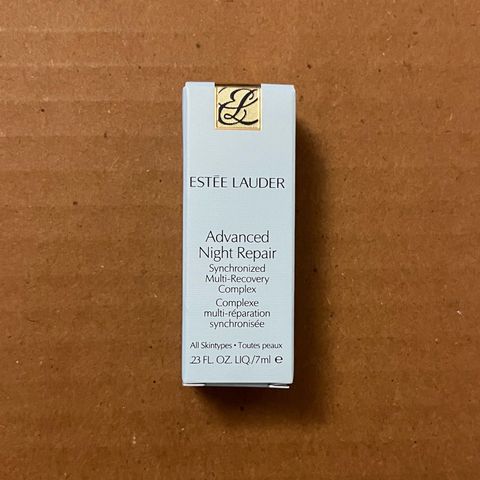 EL
ESTĒE LAUDER
Advanced
Night Repair
Synchronized
Multi-Recovery
Complex
Complexe
multi-réparation
synchronisée
All Skintypes • Toutes peaux
.23 FL. OZ. LIQ./7ml ℮